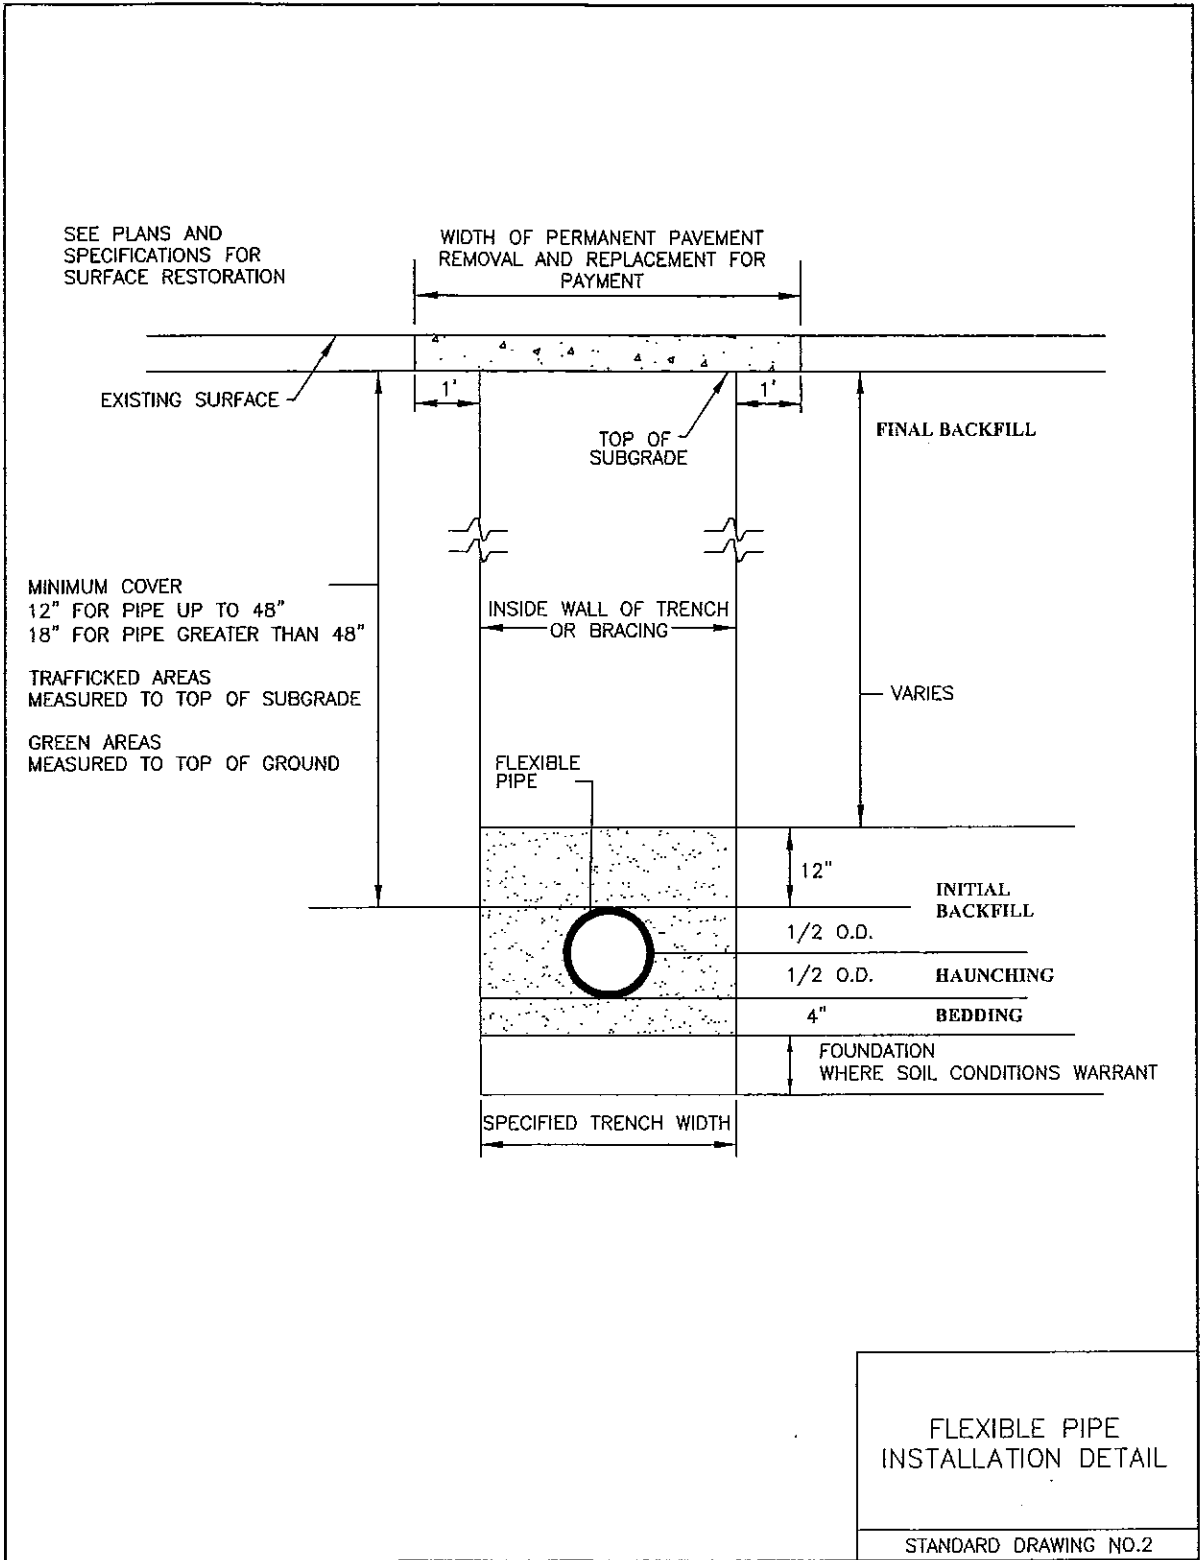 SEE PLANS AND
SPECIFICATIONS FOR
SURFACE RESTORATION
WIDTH OF PERMANENT PAVEMENT
REMOVAL AND REPLACEMENT FOR
PAYMENT
EXISTING SURFACE
1'
1'
TOP OF
SUBGRADE
FINAL BACKFILL
MINIMUM COVER
12" FOR PIPE UP TO 48"
18" FOR PIPE GREATER THAN 48"
TRAFFICKED AREAS
MEASURED TO TOP OF SUBGRADE
GREEN AREAS
MEASURED TO TOP OF GROUND
INSIDE WALL OF TRENCH
OR BRACING
VARIES
FLEXIBLE
PIPE
12"
INITIAL
BACKFILL
1/2 O.D.
1/2 O.D. HAUNCHING
4" BEDDING
FOUNDATION
WHERE SOIL CONDITIONS WARRANT
SPECIFIED TRENCH WIDTH
FLEXIBLE PIPE
INSTALLATION DETAIL
STANDARD DRAWING NO.2